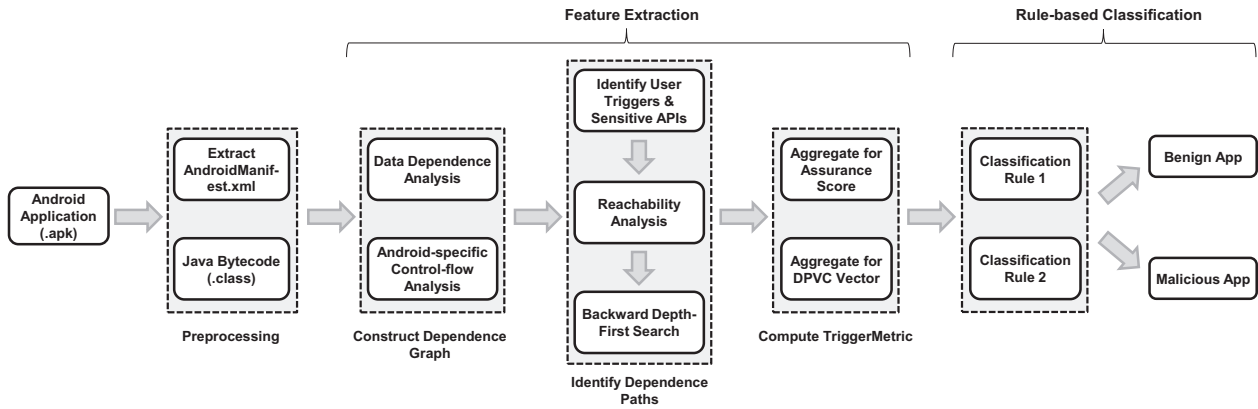 Feature Extraction
Rule-based Classification
Android
Application
(.apk)
Extract
AndroidManif-
est.xml
Java Bytecode
(.class)
Preprocessing
Data Dependence
Analysis
Android-specific
Control-flow
Analysis
Construct Dependence
Graph
Identify User
Triggers &
Sensitive APIs
Reachability
Analysis
Backward Depth-
First Search
Identify Dependence
Paths
Aggregate for
Assurance
Score
Aggregate for
DPVC Vector
Compute TriggerMetric
Classification
Rule 1
Classification
Rule 2
Benign App
Malicious App